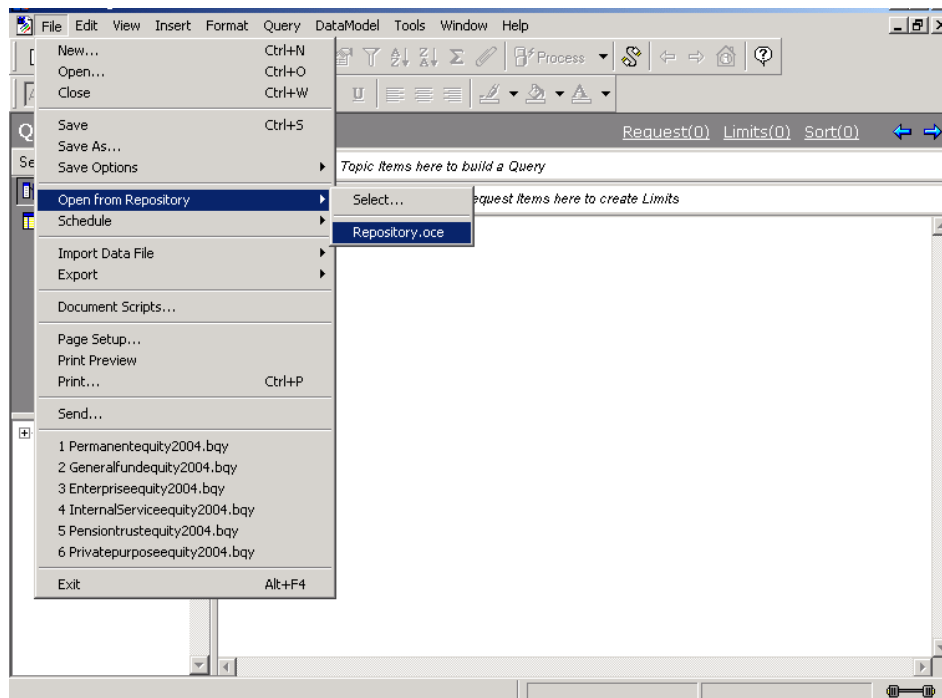 File Edit View Insert Format Query DataModel Tools Window Help
New... Ctrl+N
Open... Ctrl+O
Close Ctrl+W
Process
U
Save Ctrl+S
Save As...
Save Options
Request(0) Limits(0) Sort(0)
Topic Items here to build a Query
Open from Repository
Select...
equest Items here to create Limits
Schedule
Repository.oce
Import Data File
Export
Document Scripts...
Page Setup...
Print Preview
Print... Ctrl+P
Send...
1 Permanentequity2004.bqy
2 Generalfundequity2004.bqy
3 Enterpriseequity2004.bqy
4 InternalServiceequity2004.bqy
5 Pensiontrustequity2004.bqy
6 Privatepurposeequity2004.bqy
Exit Alt+F4